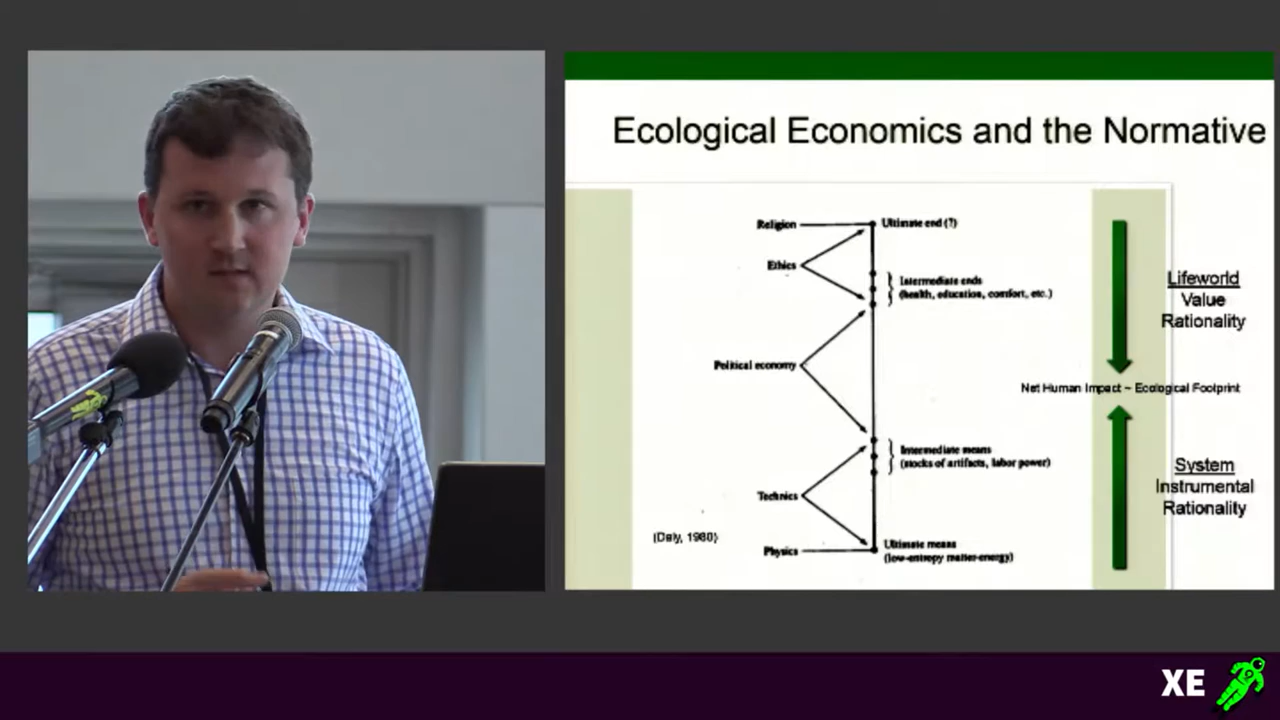 Ecological Economics and the Normative
Religion
Ultimate end (?)
Ethics
Intermediate ends
(health, education, comfort, etc.)
Lifeworld
Value
Rationality
Political economy
Net Human Impact ~ Ecological Footprint
Intermediate means
(stocks of artifacts, labor power)
System
Instrumental
Rationality
Technics
(Daly, 1980)
Physics
Ultimate means
(low-entropy matter-energy)
XE